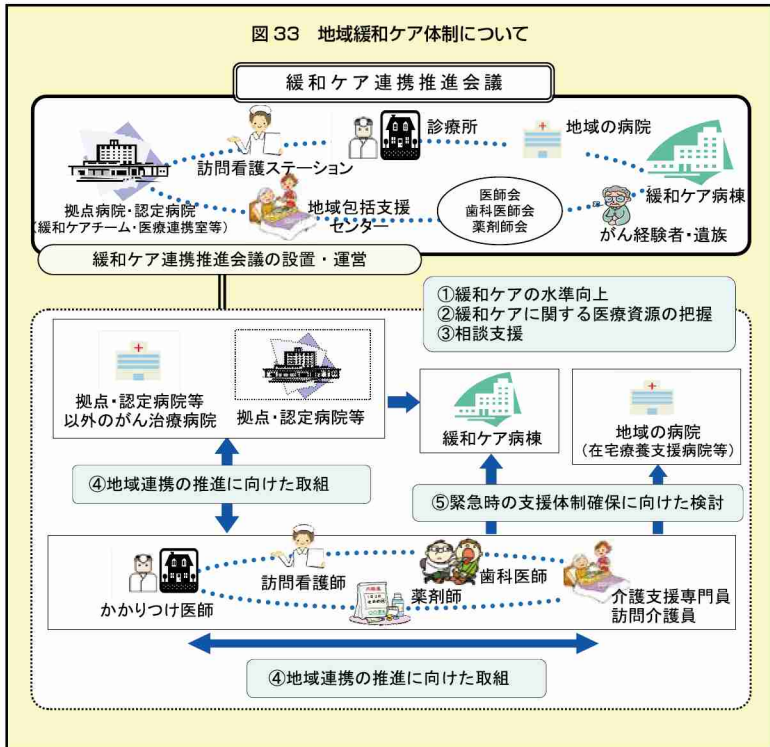 図33 地域緩和ケア体制について
緩和ケア連携推進会議
診療所
地域の病院
訪問看護ステーション
緩和ケア病棟
拠点病院・認定病院
(緩和ケアチーム・医療連携室等)
地域包括支援
センター
医師会
歯科医師会
薬剤師会
がん経験者・遺族
緩和ケア連携推進会議の設置・運営
①緩和ケアの水準向上
②緩和ケアに関する医療資源の把握
③相談支援
拠点・認定病院等
以外のがん治療病院
拠点・認定病院等
緩和ケア病棟
地域の病院
(在宅療養支援病院等)
④地域連携の推進に向けた取組
⑤緊急時の支援体制確保に向けた検討
かかりつけ医師
訪問看護師
薬剤師
歯科医師
介護支援専門員
訪問介護員
④地域連携の推進に向けた取組